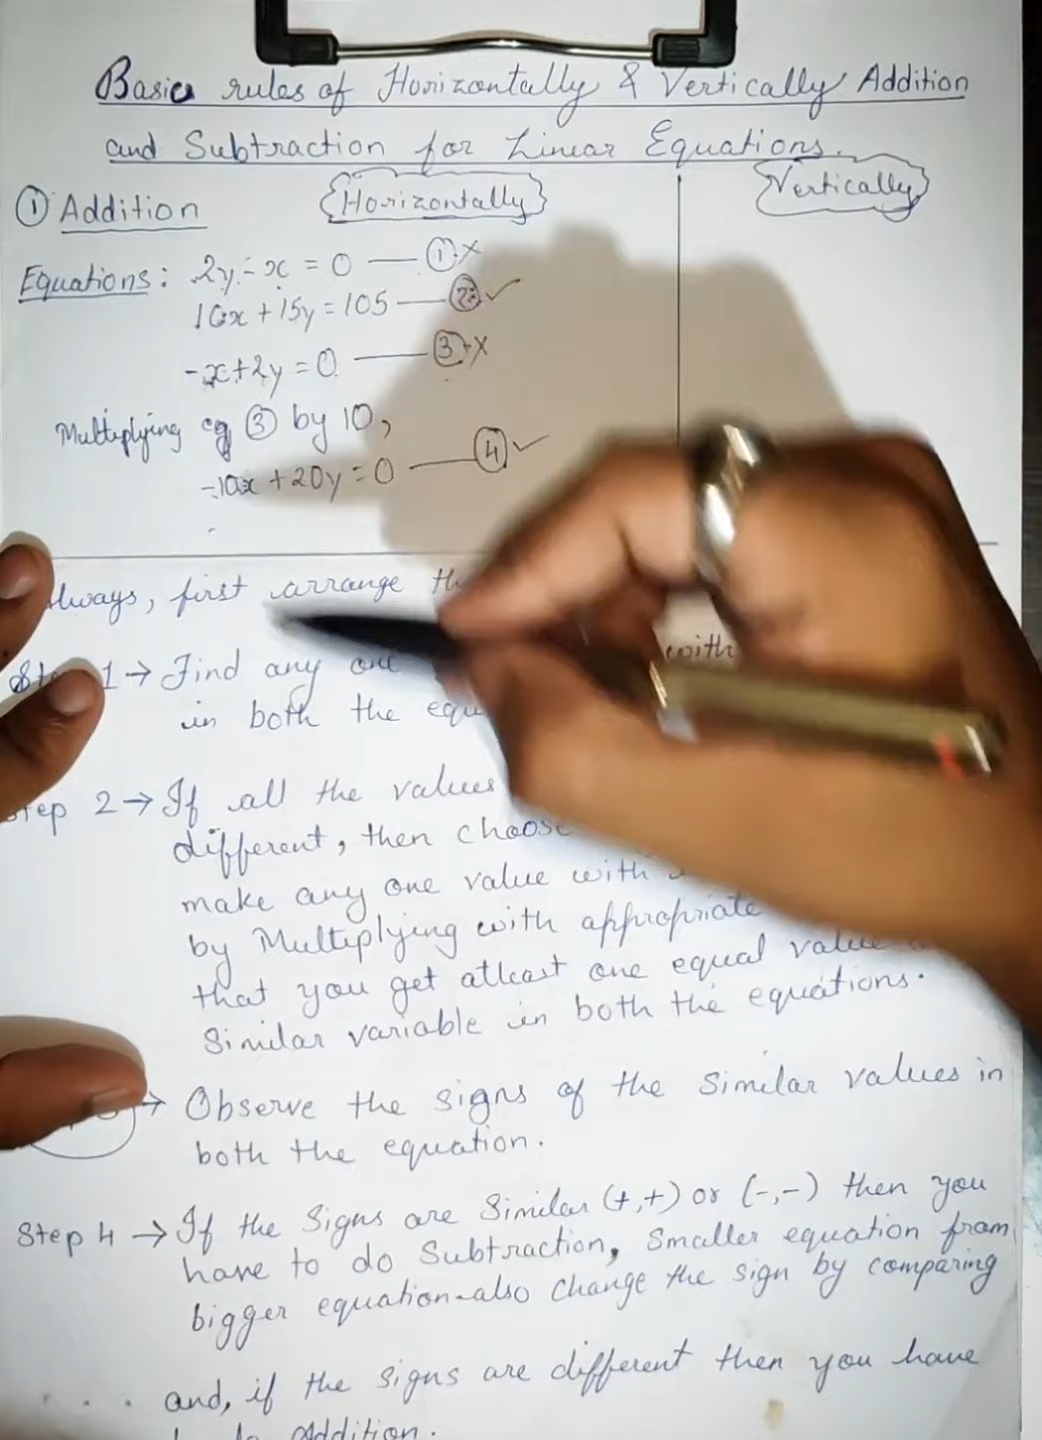 Basic rules of Horizontally & Vertically Addition
and Subtraction for Linear Equations.
① Addition Horizontally Vertically
Equations: 2y - x = 0 — ① ×
10x + 15y = 105 — ② ✓
-x + 2y = 0 — ③ ×
Multiplying eq ③ by 10,
-10x + 20y = 0 — ④ ✓
first arrange
1 → Find any one with
in both the
2 → If all the values
different, then
make any one value with
by Multiplying with appropriate
that you get atleast one equal value
Similar variable in both the equations.
→ Observe the signs of the similar values in
both the equation.
Step 4 → If the Signs are Similar (+,+) or (-,-) then you
have to do Subtraction, Smaller equation from
bigger equation also change the sign by comparing
and, if the signs are different then you have
Addition.